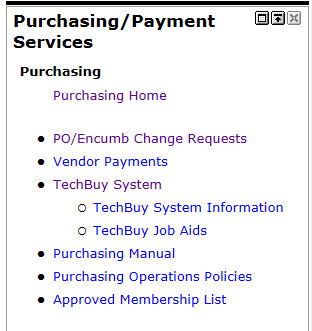 Purchasing/Payment
Services
Purchasing
Purchasing Home
PO/Encumb Change Requests
Vendor Payments
TechBuy System
TechBuy System Information
TechBuy Job Aids
Purchasing Manual
Purchasing Operations Policies
Approved Membership List